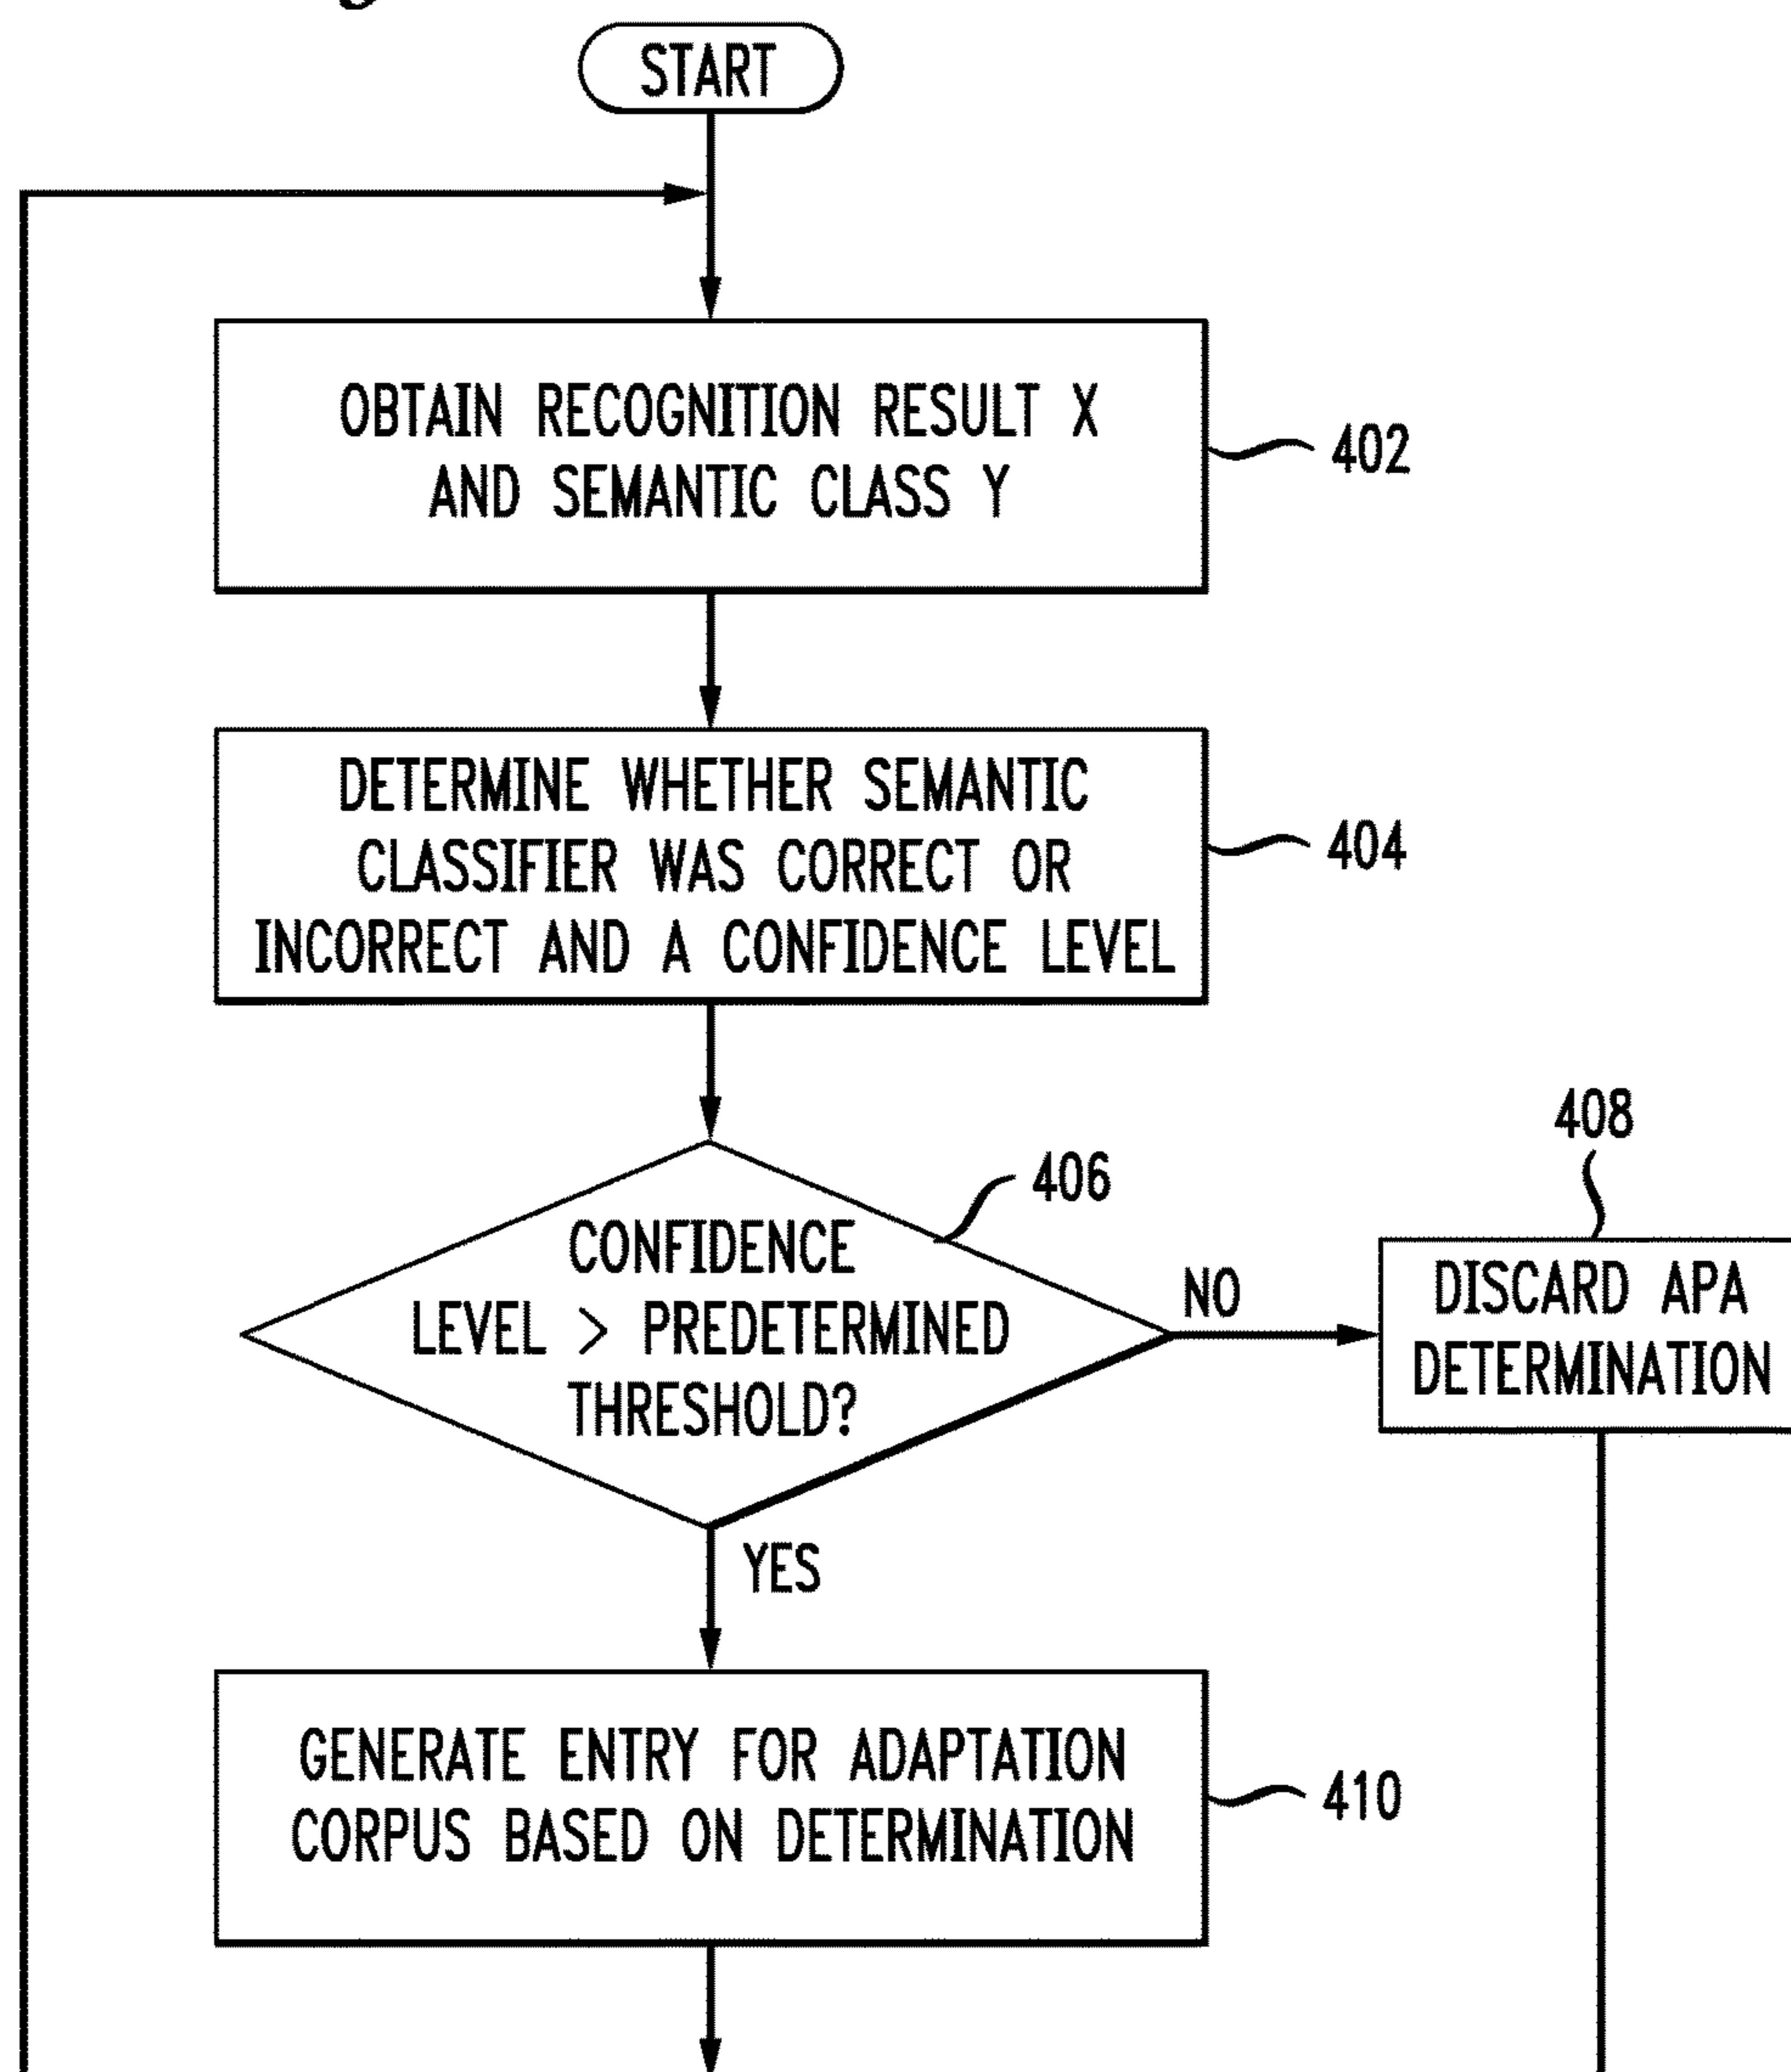 START
OBTAIN RECOGNITION RESULT X
AND SEMANTIC CLASS Y
402
DETERMINE WHETHER SEMANTIC
CLASSIFIER WAS CORRECT OR
INCORRECT AND A CONFIDENCE LEVEL
404
408
406
CONFIDENCE
LEVEL > PREDETERMINED
THRESHOLD?
NO
DISCARD APA
DETERMINATION
YES
GENERATE ENTRY FOR ADAPTATION
CORPUS BASED ON DETERMINATION
410